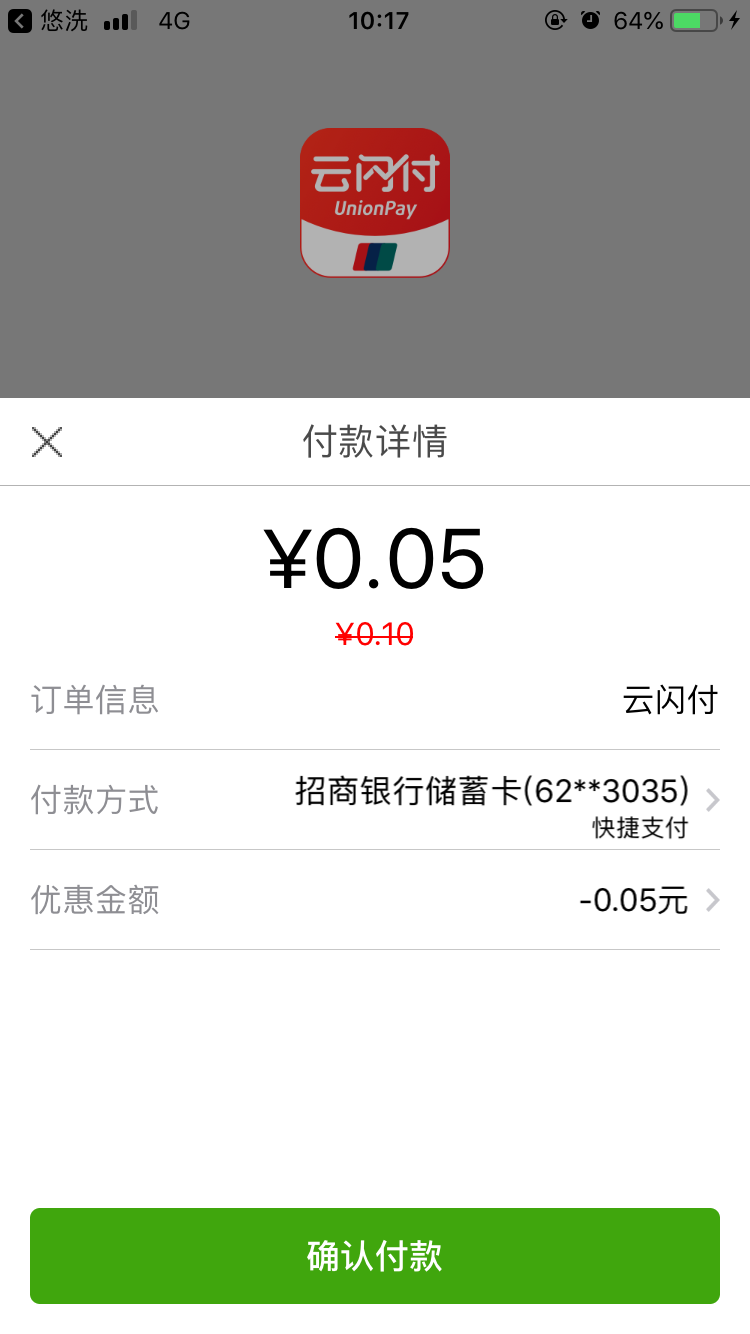 悠洗 4G 10:17 64%
云闪付
UnionPay
付款详情
¥0.05
¥0.10
订单信息 云闪付
付款方式 招商银行储蓄卡(62**3035)
快捷支付
优惠金额 -0.05元
确认付款